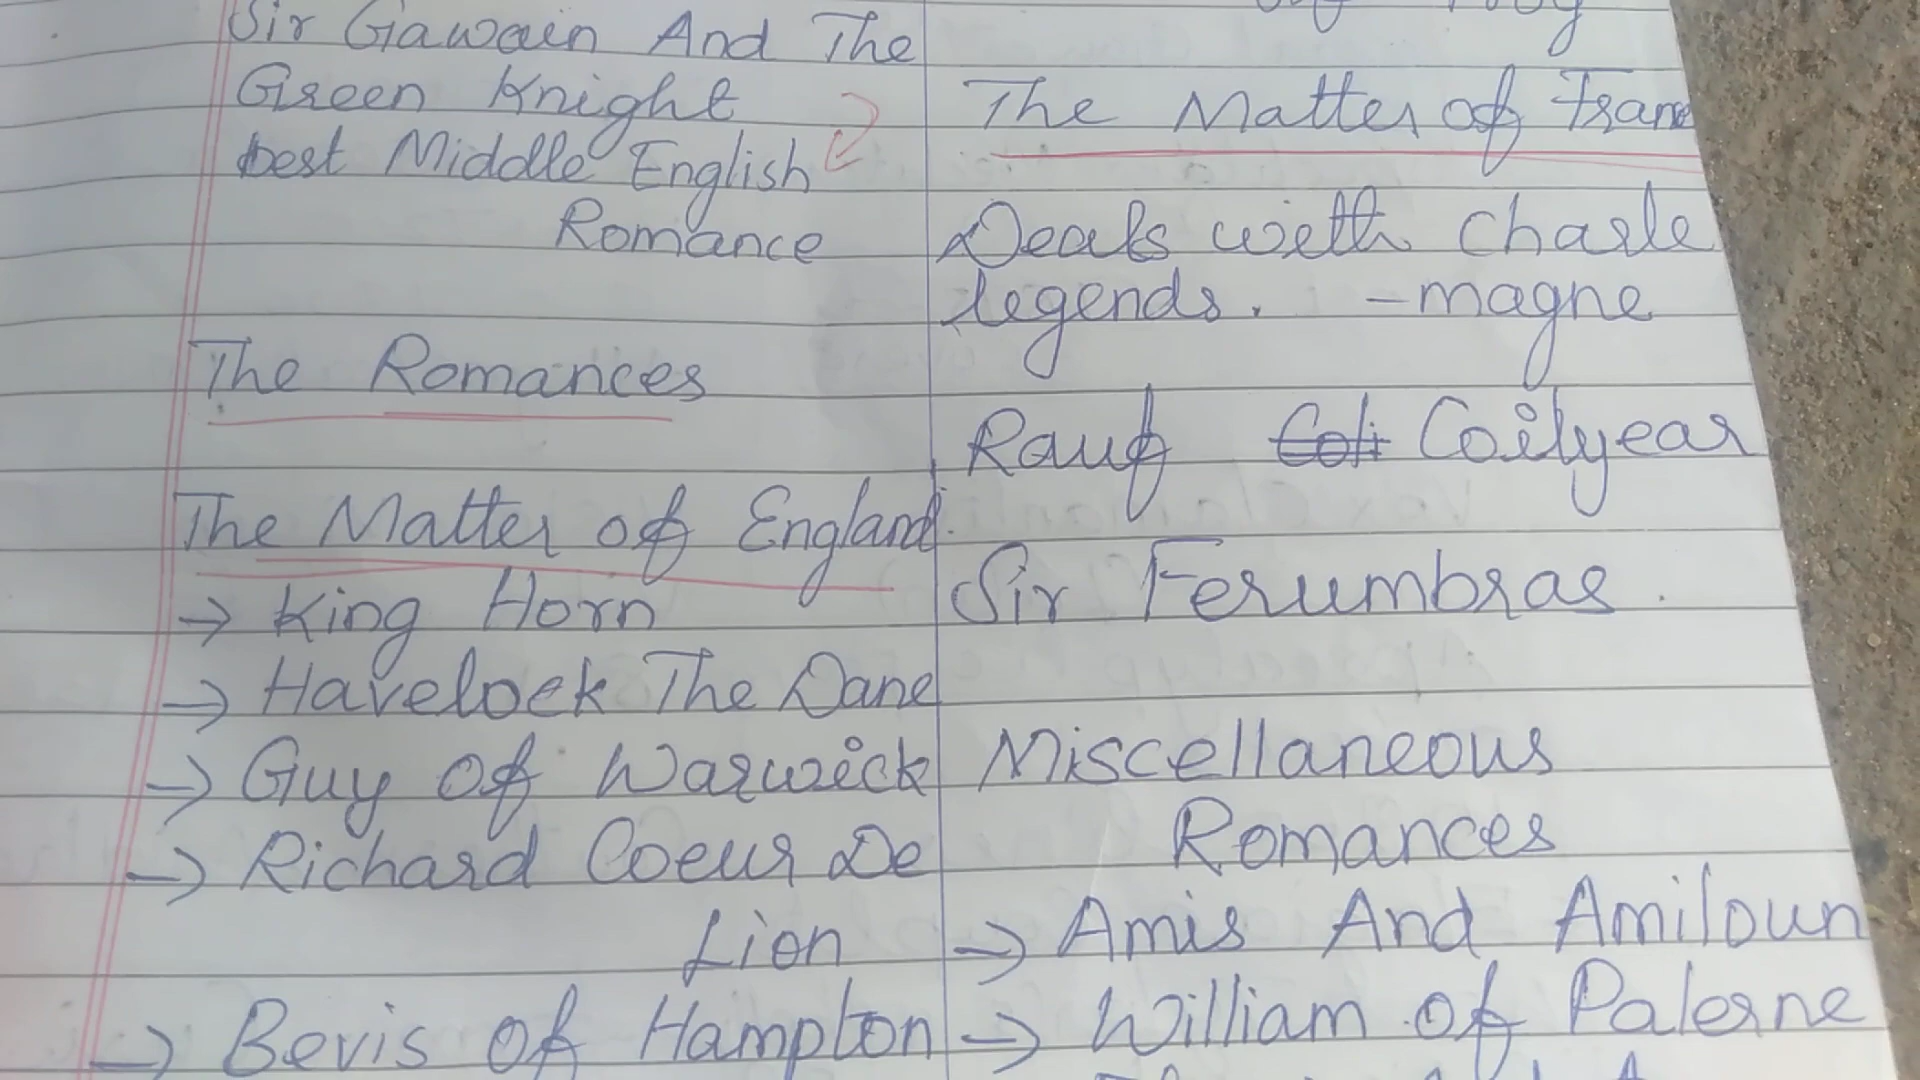 Sir Gawain And The
Green Knight
best Middle English
Romance
The Romances
The Matter of England.
→ King Horn
→ Havelock The Dane
→ Guy Of Warwick
→ Richard Coeur De
Lion
→ Bevis Of Hampton
The Matter of Franc
Deals with Charle
legends. -magne
Rauf Coilyear
Sir Ferumbras.
Miscellaneous
Romances
→ Amis And Amiloun
→ William of Palerne